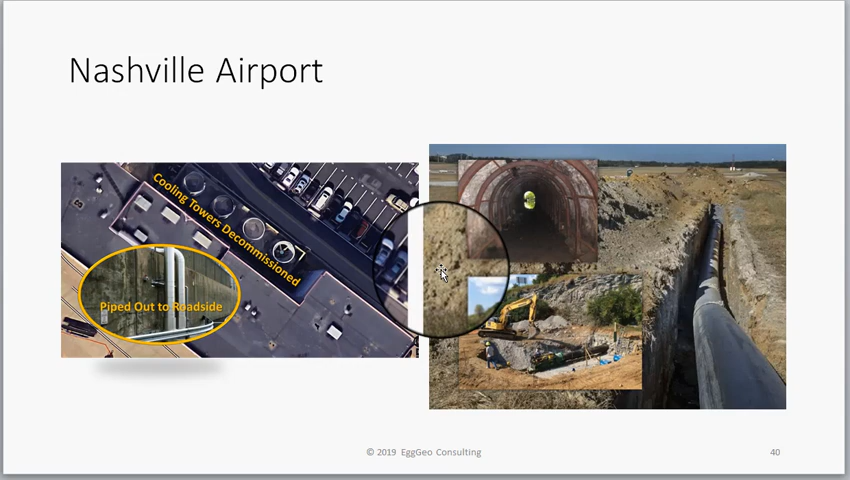 Nashville Airport
Cooling Towers Decommissioned
Piped Out to Roadside
© 2019 EggGeo Consulting
40